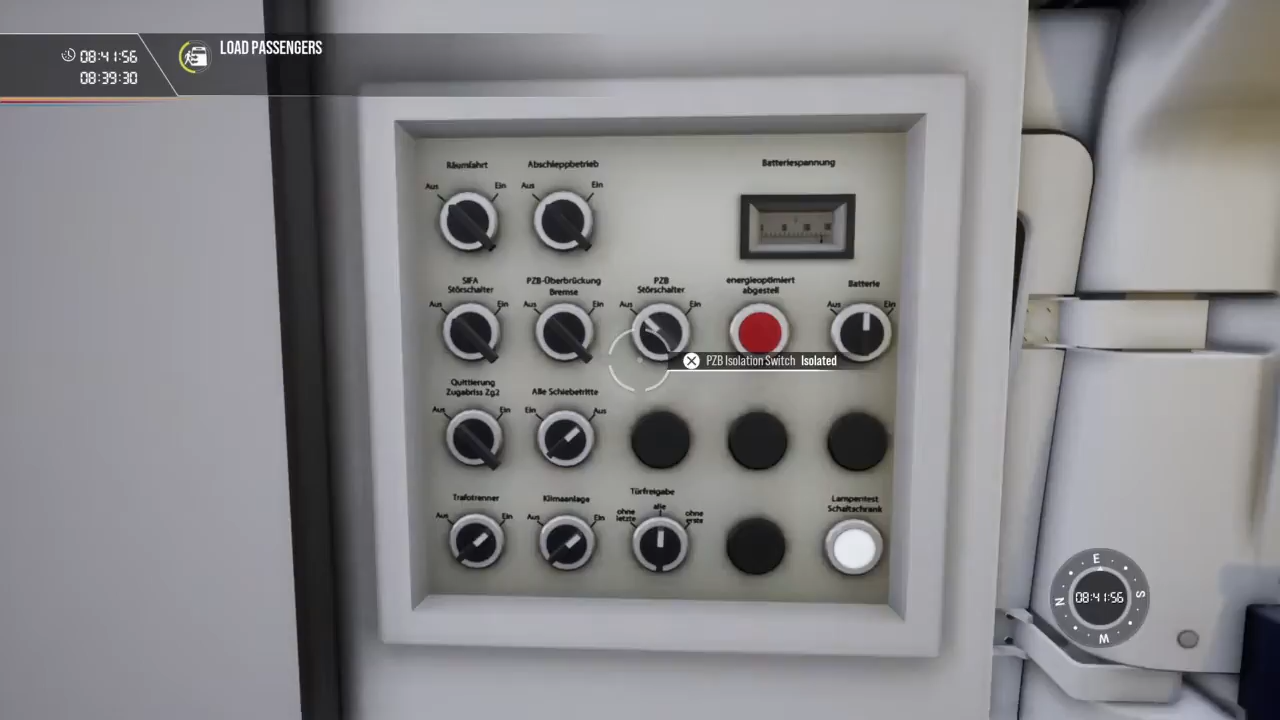 08:41:56
08:39:30
LOAD PASSENGERS
Räumfahrt
Aus Ein
Abschleppbetrieb
Aus Ein
Batteriespannung
SIFA
Störschalter
Aus Ein
PZB-Überbrückung
Bremse
Aus Ein
PZB
Störschalter
Aus Ein
energieoptimiert
abgestell
Batterie
Aus Ein
PZB Isolation Switch Isolated
Quittierung
Zugabriss Zg2
Aus Ein
Alle Schiebetritte
Ein Aus
Trafotrenner
Aus Ein
Klimaanlage
Aus Ein
Türfreigabe
ohne
letzte
alle
ohne
erste
Lampentest
Schaltschrank
E
N S
08:41:56
W